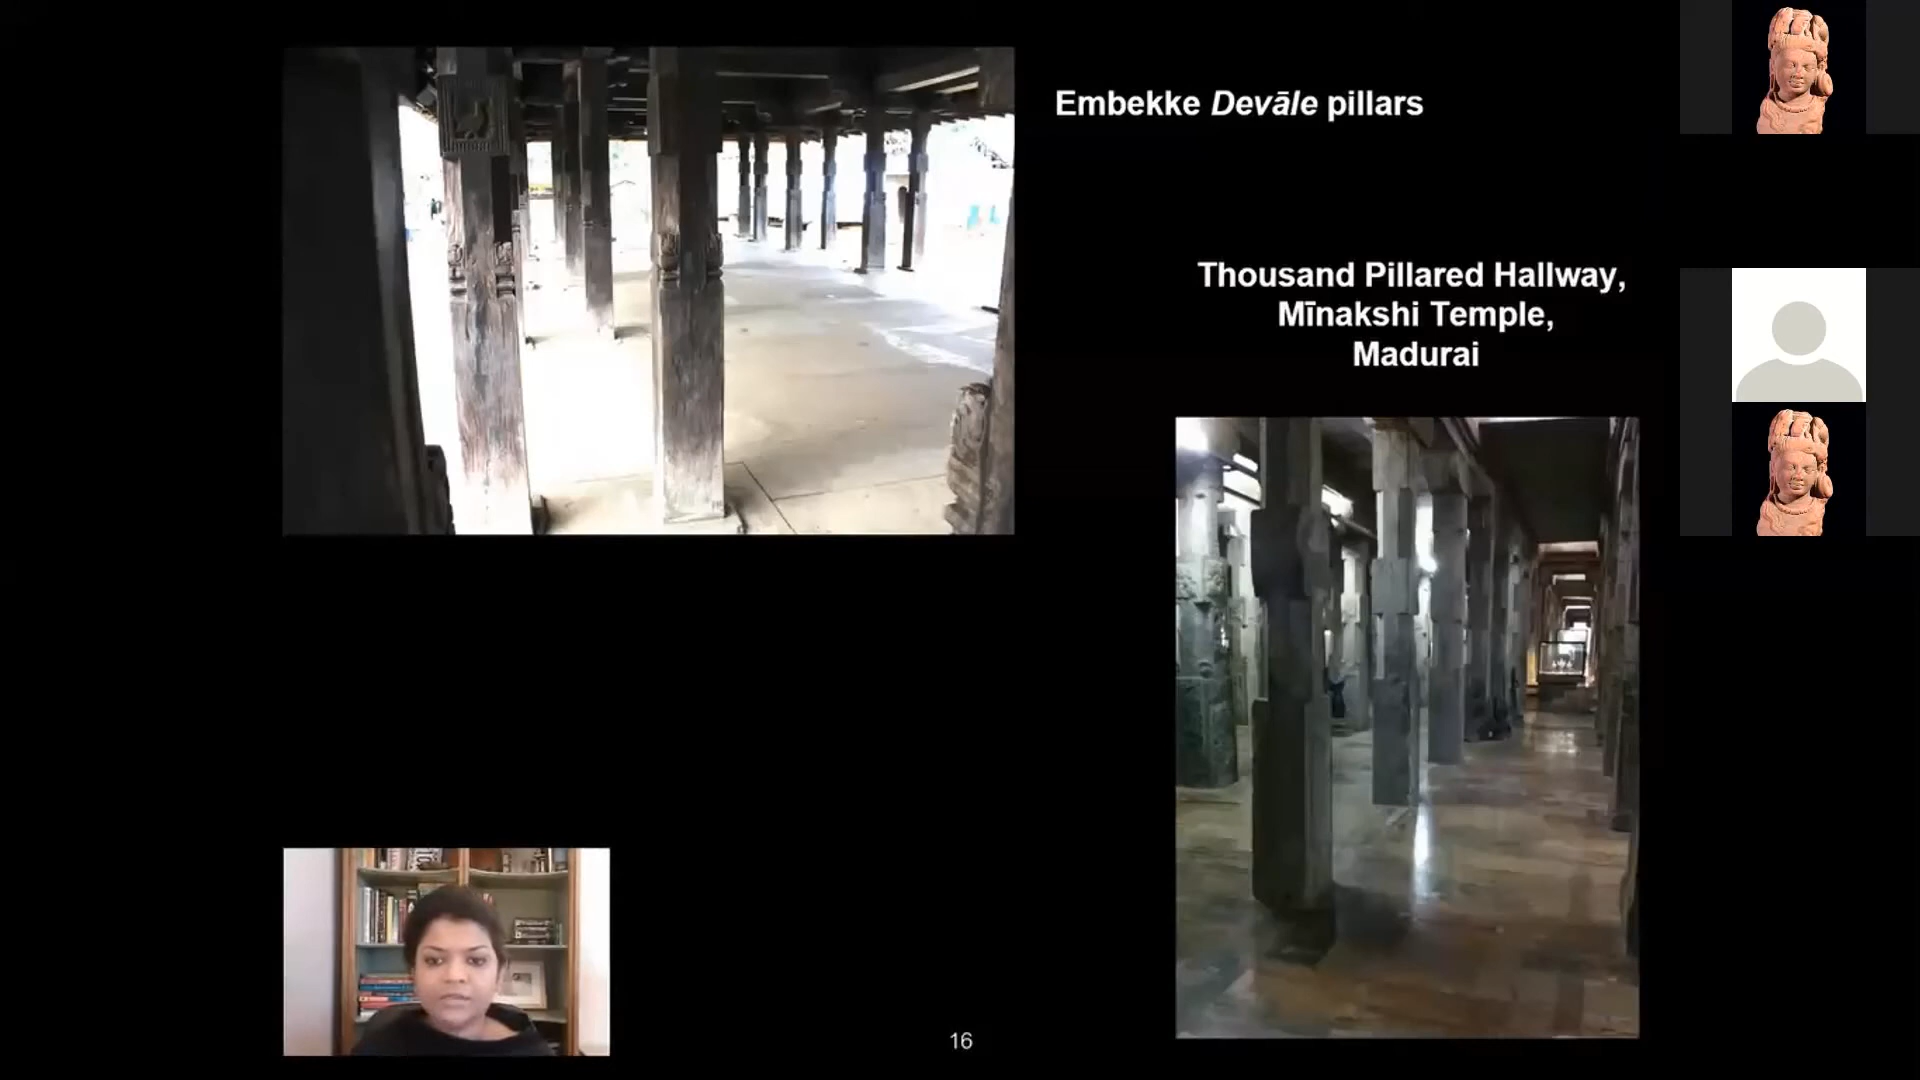 Embekke Devāle pillars
Thousand Pillared Hallway,
Mīnakshi Temple,
Madurai
16